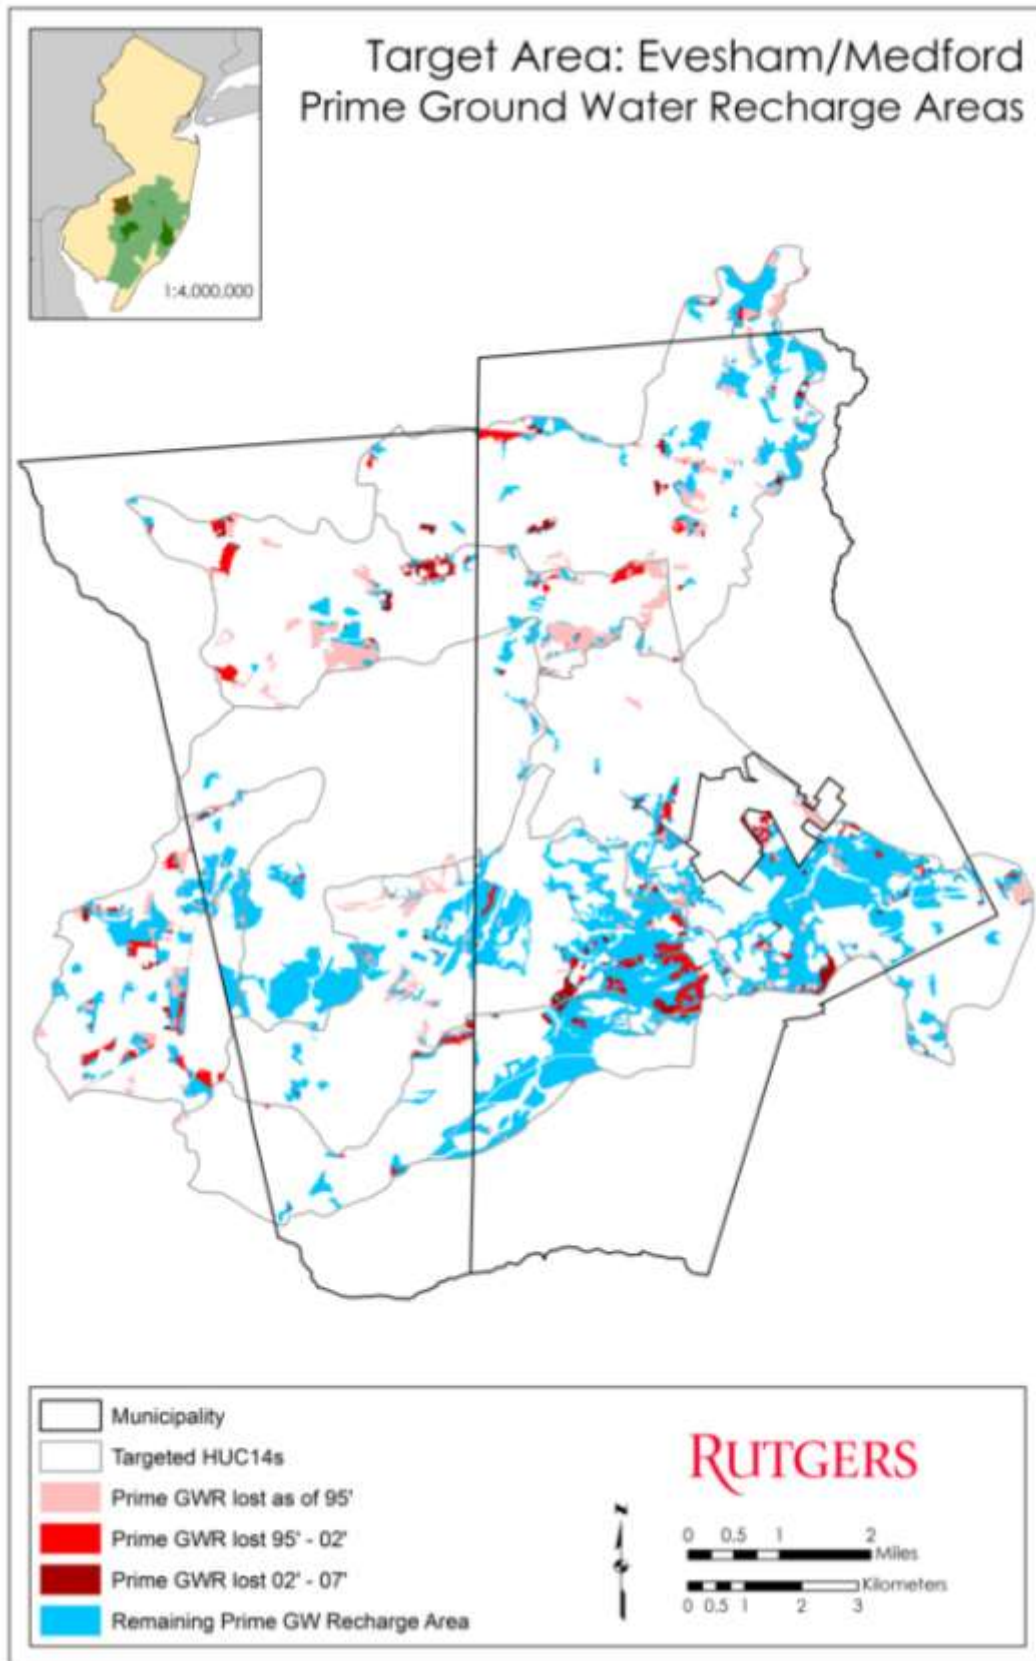 Target Area: Evesham/Medford
Prime Ground Water Recharge Areas
1:4,000,000
Municipality
Targeted HUC14s
Prime GWR lost as of 95'
Prime GWR lost 95' - 02'
Prime GWR lost 02' - 07'
Remaining Prime GW Recharge Area
RUTGERS
N
0 0.5 1 2
Miles
Kilometers
0 0.5 1 2 3